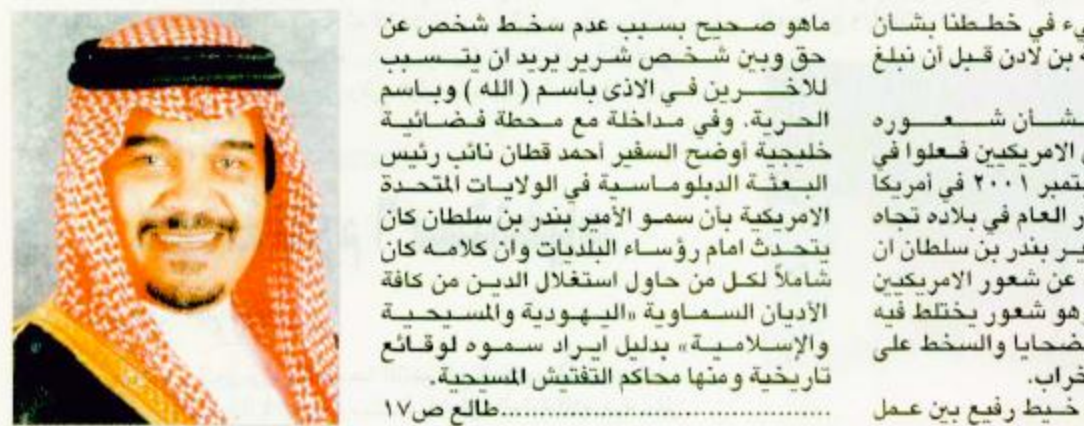 يء في خططنا بشأن
بن لادن قبل أن نبلغ
شأن شعوره
الامريكيين فعلوا في
تمبر ٢٠٠١ في أمريكا
العام في بلاده تجاه
ير بندر بن سلطان ان
عن شعور الامريكيين
هو شعور يختلط فيه
ضحايا والسخط على
خراب.
خيط رفيع بين عمل
ماهو صحيح بسبب عدم سخط شخص عن
حق وبين شخص شرير يريد ان يتسبب
للاخرين في الاذى باسم ( الله ) وباسم
الحرية. وفي مداخلة مع محطة فضائية
خليجية أوضح السفير أحمد قطان نائب رئيس
البعثة الدبلوماسية في الولايات المتحدة
الامريكية بأن سمو الأمير بندر بن سلطان كان
يتحدث امام رؤساء البلديات وان كلامه كان
شاملاً لكل من حاول استغلال الدين من كافة
الأديان السماوية «اليهودية والمسيحية
والإسلامية» بدليل ايراد سموه لوقائع
تاريخية ومنها محاكم التفتيش المسيحية.
......................................طالع ص١٧